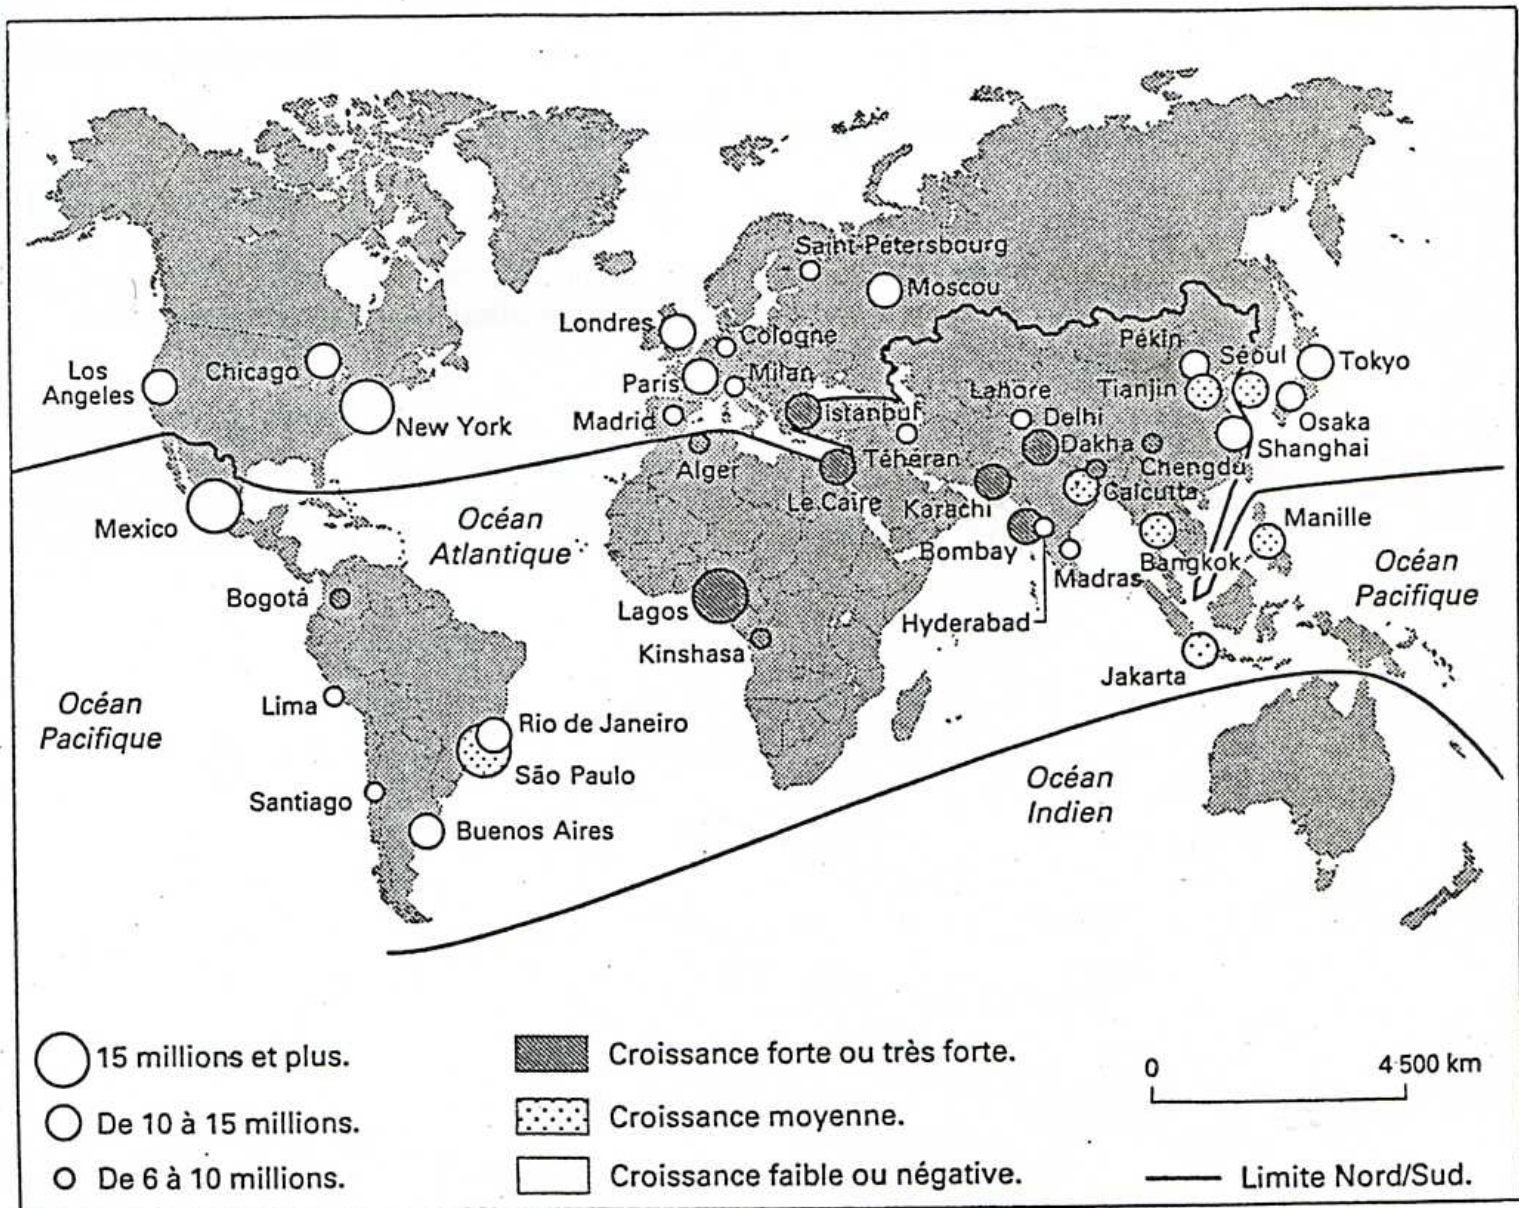 Saint-Pétersbourg
Moscou
Londres
Cologne
Pékin
Séoul
Tokyo
Los
Angeles
Chicago
Paris
Milan
Tianjin
Lahore
Madrid
Istanbul
Delhi
Osaka
New York
Dakha
Shanghai
Alger
Téhéran
Chengdu
Le Caire
Karachi
Calcutta
Mexico
Océan
Atlantique
Manille
Bombay
Bangkok
Madras
Océan
Pacifique
Bogotá
Lagos
Hyderabad
Kinshasa
Jakarta
Lima
Océan
Pacifique
Rio de Janeiro
São Paulo
Santiago
Océan
Indien
Buenos Aires
15 millions et plus.
De 10 à 15 millions.
De 6 à 10 millions.
Croissance forte ou très forte.
Croissance moyenne.
Croissance faible ou négative.
0 4 500 km
Limite Nord/Sud.